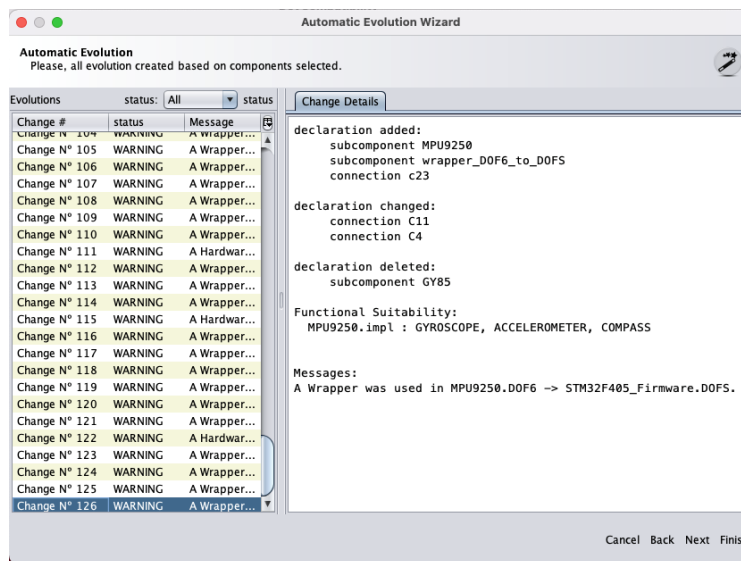 Automatic Evolution Wizard
Automatic Evolution
Please, all evolution created based on components selected.
Evolutions status: All status
Change # status Message
Change N° 104 WARNING A Wrapper...
Change N° 105 WARNING A Wrapper...
Change N° 106 WARNING A Wrapper...
Change N° 107 WARNING A Wrapper...
Change N° 108 WARNING A Wrapper...
Change N° 109 WARNING A Wrapper...
Change N° 110 WARNING A Wrapper...
Change N° 111 WARNING A Hardwar...
Change N° 112 WARNING A Wrapper...
Change N° 113 WARNING A Wrapper...
Change N° 114 WARNING A Wrapper...
Change N° 115 WARNING A Hardwar...
Change N° 116 WARNING A Wrapper...
Change N° 117 WARNING A Wrapper...
Change N° 118 WARNING A Wrapper...
Change N° 119 WARNING A Wrapper...
Change N° 120 WARNING A Wrapper...
Change N° 121 WARNING A Wrapper...
Change N° 122 WARNING A Hardwar...
Change N° 123 WARNING A Wrapper...
Change N° 124 WARNING A Wrapper...
Change N° 125 WARNING A Wrapper...
Change N° 126 WARNING A Wrapper...
Change Details
declaration added:
subcomponent MPU9250
subcomponent wrapper_DOF6_to_DOFS
connection c23
declaration changed:
connection C11
connection C4
declaration deleted:
subcomponent GY85
Functional Suitability:
MPU9250.impl : GYROSCOPE, ACCELEROMETER, COMPASS
Messages:
A Wrapper was used in MPU9250.DOF6 -> STM32F405_Firmware.DOFS.
Cancel Back Next Finis